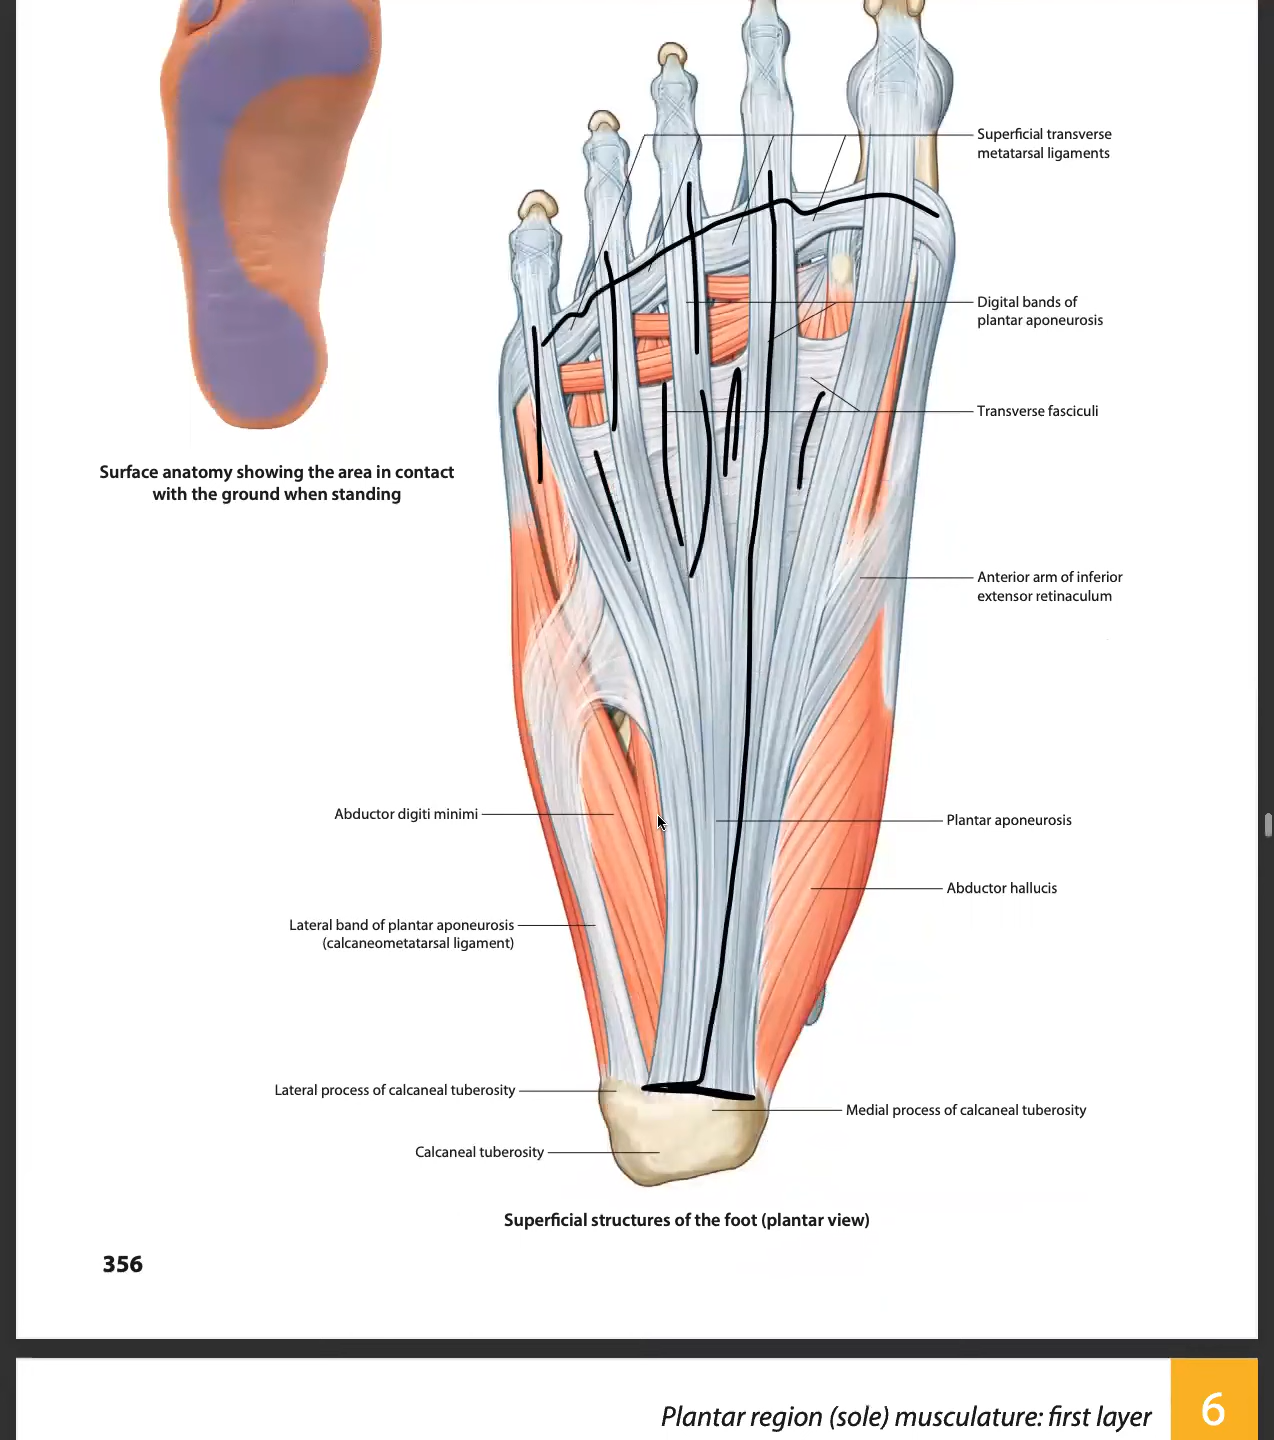 Superficial transverse
metatarsal ligaments
Digital bands of
plantar aponeurosis
Transverse fasciculi
Surface anatomy showing the area in contact
with the ground when standing
Anterior arm of inferior
extensor retinaculum
Abductor digiti minimi
Plantar aponeurosis
Abductor hallucis
Lateral band of plantar aponeurosis
(calcaneometatarsal ligament)
Lateral process of calcaneal tuberosity
Medial process of calcaneal tuberosity
Calcaneal tuberosity
Superficial structures of the foot (plantar view)
356
Plantar region (sole) musculature: first layer
6